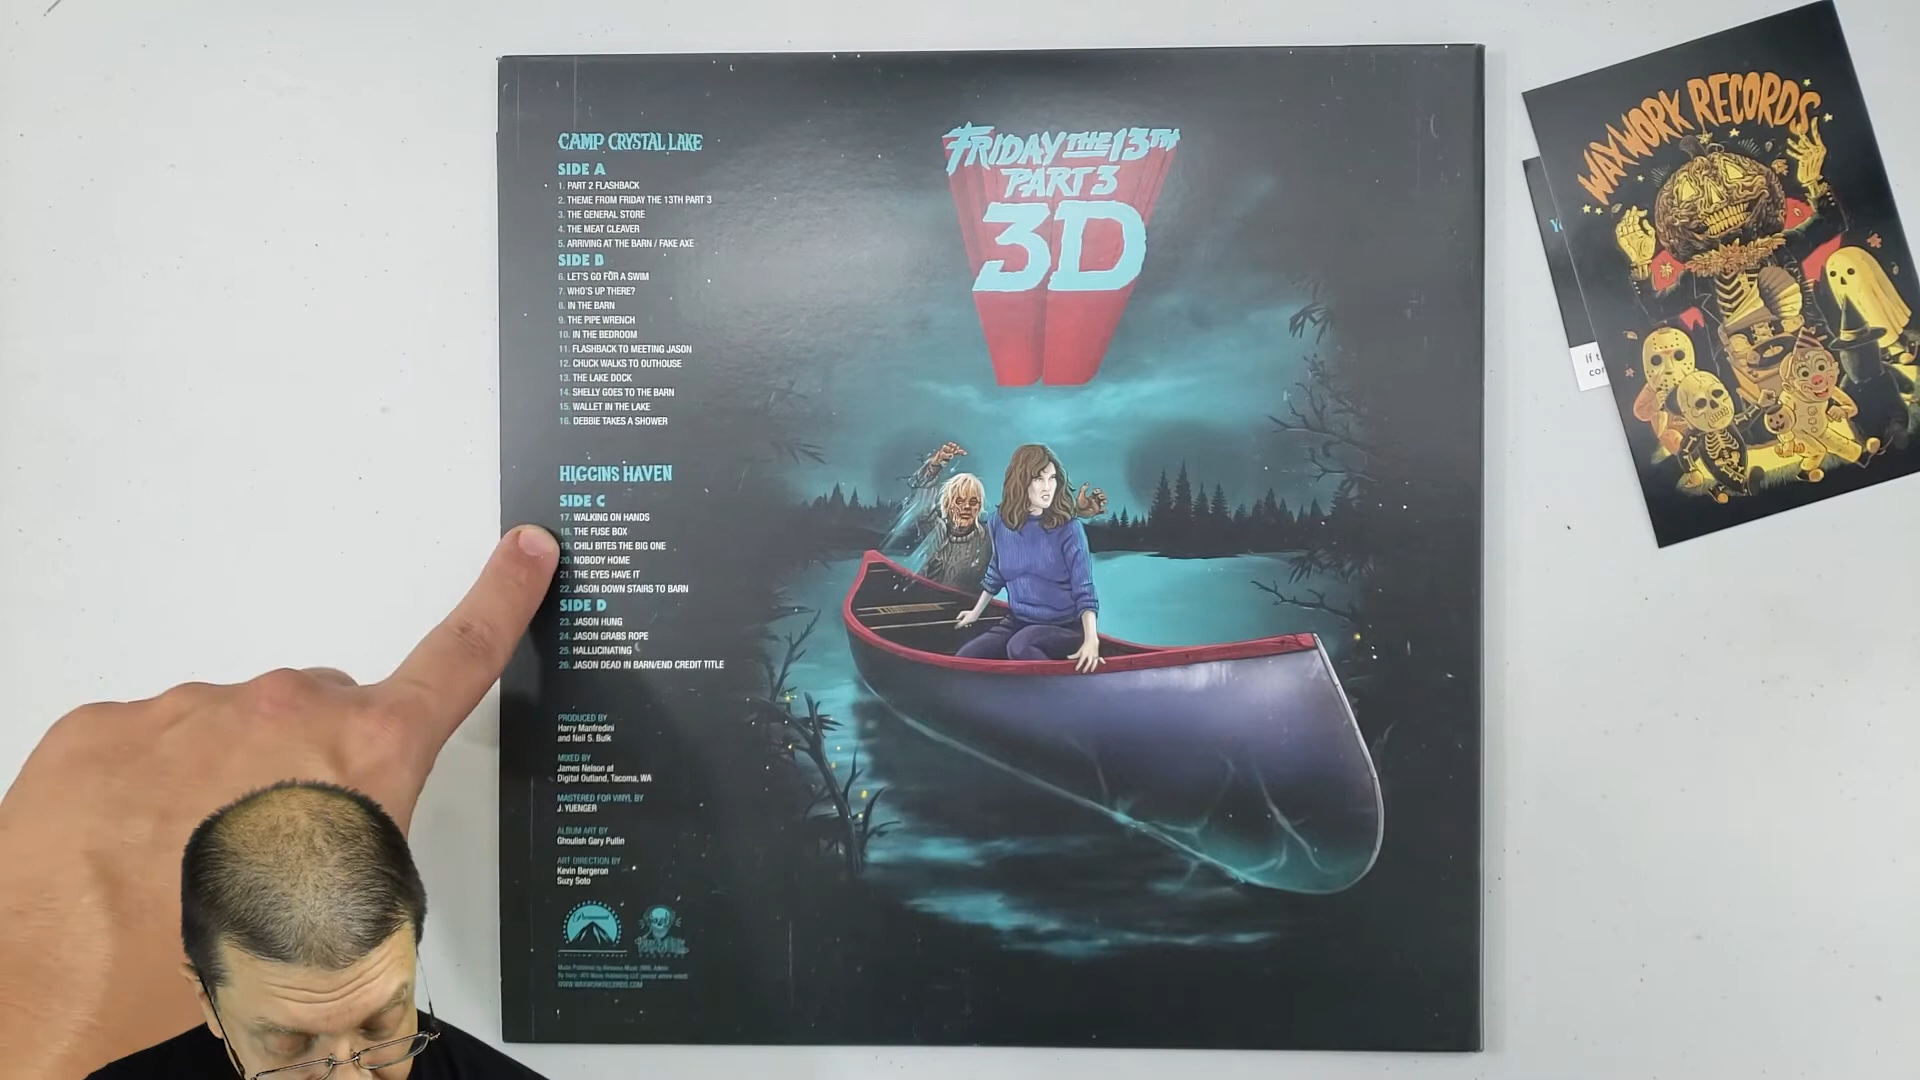 CAMP CRYSTAL LAKE
SIDE A
1. PART 2 FLASHBACK
2. THEME FROM FRIDAY THE 13TH PART 3
3. THE GENERAL STORE
4. THE MEAT CLEAVER
5. ARRIVING AT THE BARN / FAKE AXE
SIDE B
6. LET'S GO FOR A SWIM
7. WHO'S UP THERE?
8. IN THE BARN
9. THE PIPE WRENCH
10. IN THE BEDROOM
11. FLASHBACK TO MEETING JASON
12. CHUCK WALKS TO OUTHOUSE
13. THE LAKE DOCK
14. SHELLY GOES TO THE BARN
15. WALLET IN THE LAKE
16. DEBBIE TAKES A SHOWER
HIGGINS HAVEN
SIDE C
17. WALKING ON HANDS
18. THE FUSE BOX
19. CHILI BITES THE BIG ONE
20. NOBODY HOME
21. THE EYES HAVE IT
22. JASON DOWN STAIRS TO BARN
SIDE D
23. JASON HUNG
24. JASON GRABS ROPE
25. HALLUCINATING
26. JASON DEAD IN BARN/END CREDIT TITLE
PRODUCED BY
Harry Manfredini
and Neil S. Bulk
MIXED BY
James Nelson at
Digital Outland, Tacoma, WA
MASTERED FOR VINYL BY
J. YUENGER
ALBUM ART BY
Ghoulish Gary Pullin
ART DIRECTION BY
Kevin Bergeron
Suzy Soto
Paramount
WWW.WAXWORKRECORDS.COM
FRIDAY THE 13TH
PART 3
3D
WAXWORK RECORDS
If t
cor